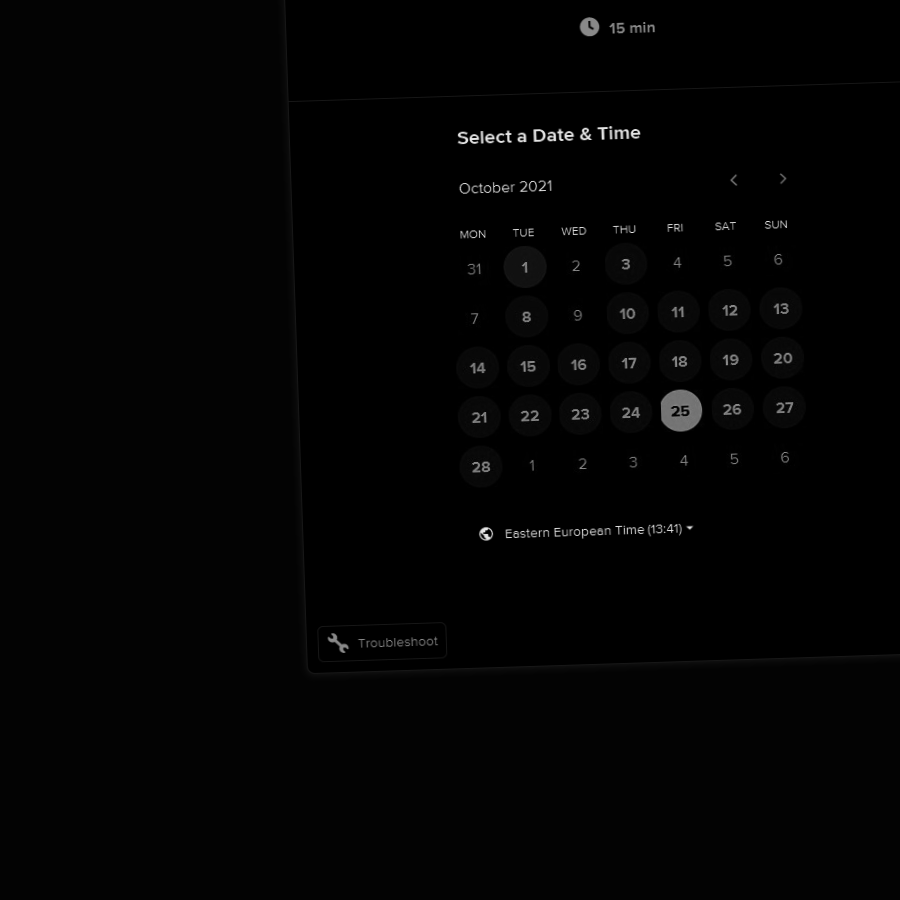 15 min
Select a Date & Time
October 2021
MON TUE WED THU FRI SAT SUN
31 1 2 3 4 5 6
7 8 9 10 11 12 13
14 15 16 17 18 19 20
21 22 23 24 25 26 27
28 1 2 3 4 5 6
Eastern European Time (13:41)
Troubleshoot